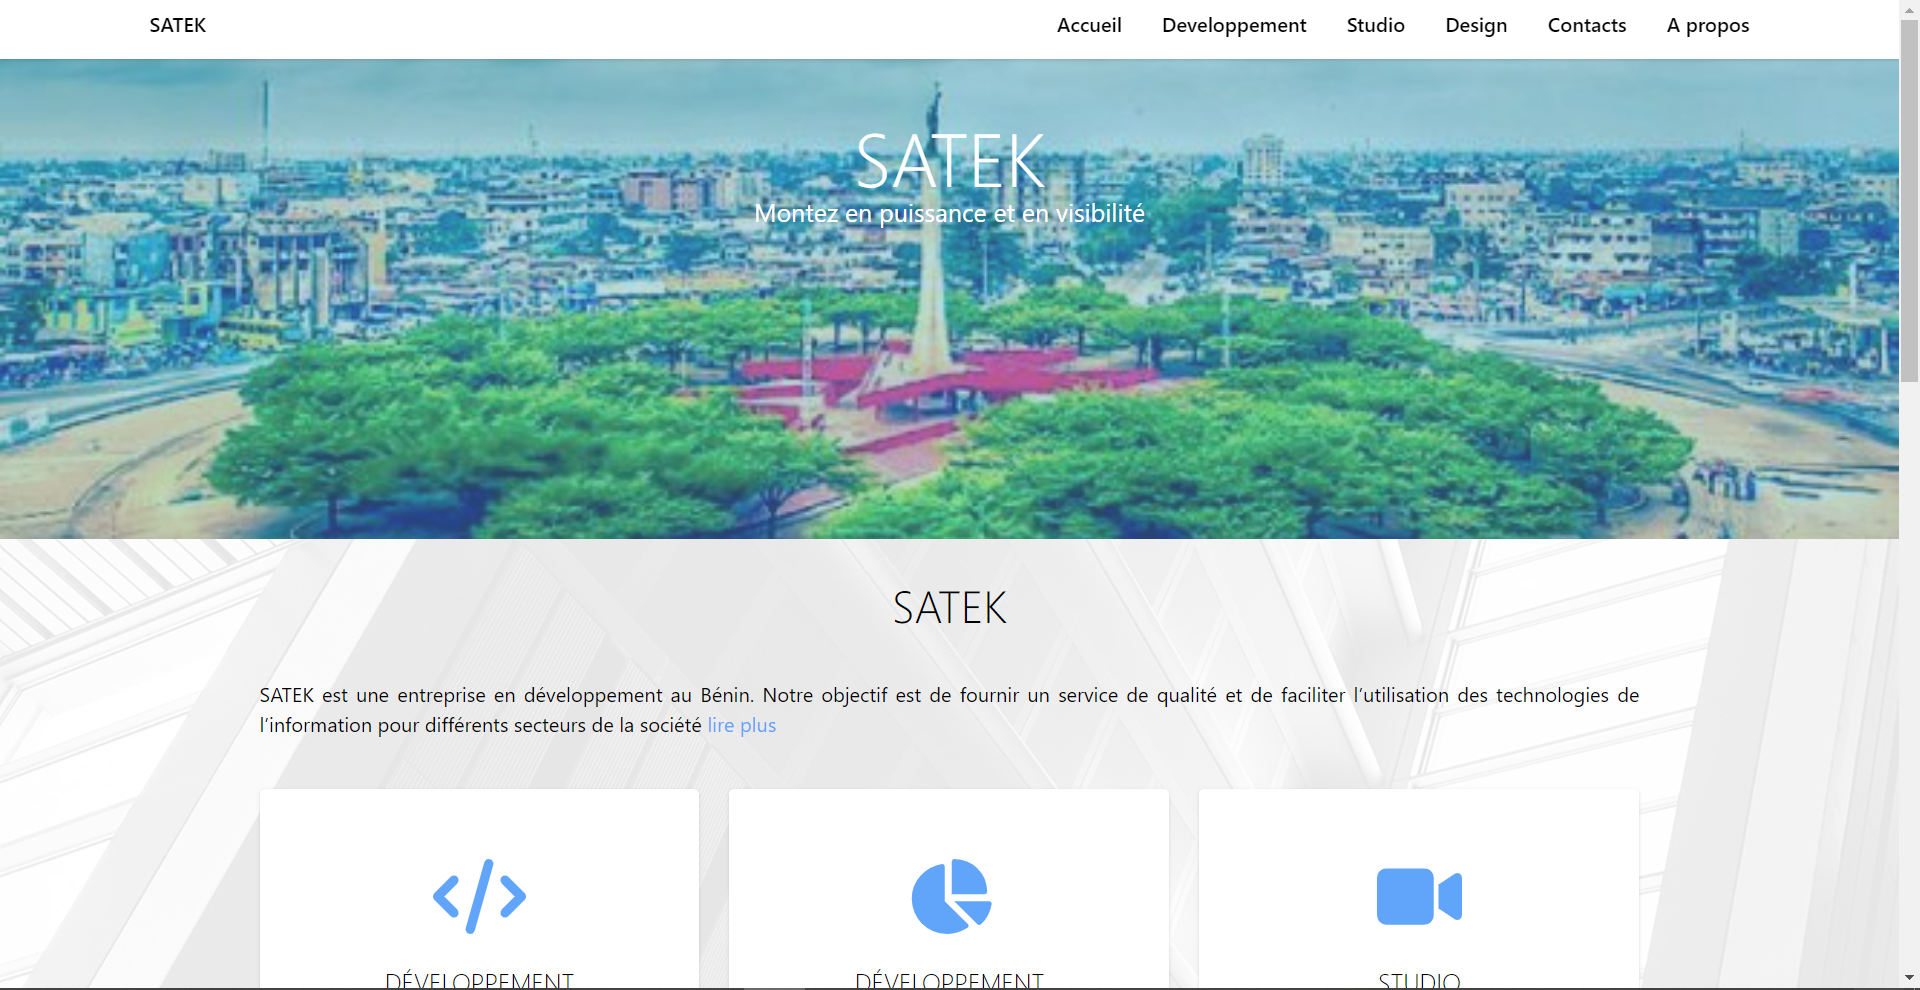 SATEK
Accueil Developpement Studio Design Contacts A propos
SATEK
Montez en puissance et en visibilité
SATEK
SATEK est une entreprise en développement au Bénin. Notre objectif est de fournir un service de qualité et de faciliter l’utilisation des technologies de
l’information pour différents secteurs de la société lire plus
DÉVELOPPEMENT
DÉVELOPPEMENT
STUDIO